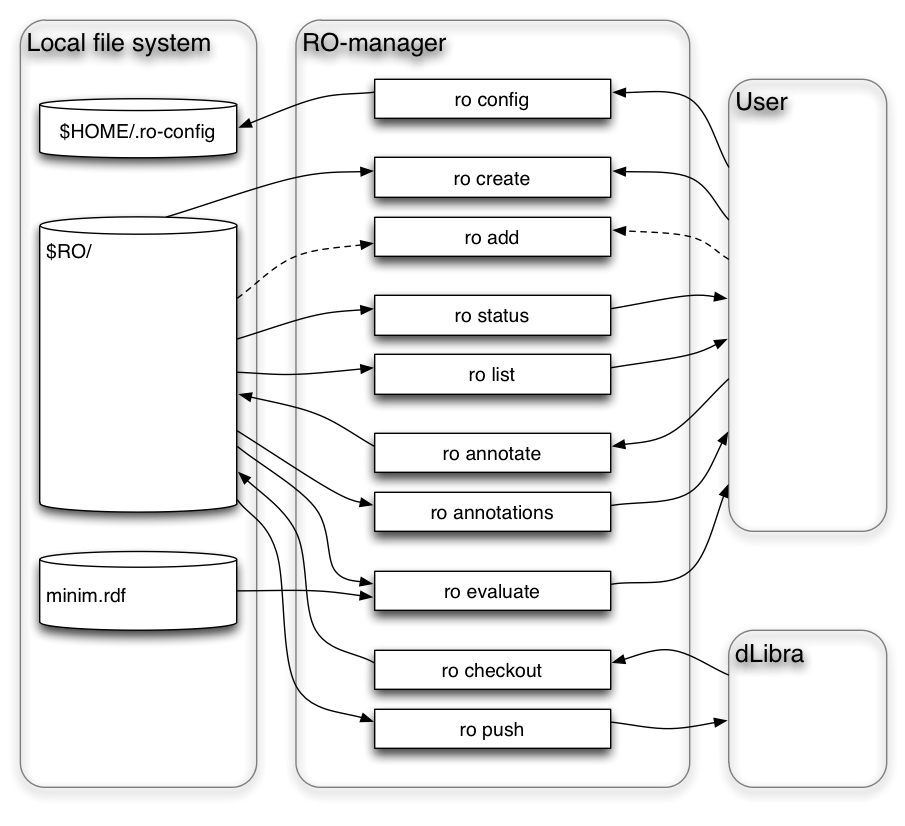 Local file system
$HOME/.ro-config
$RO/
minim.rdf
RO-manager
ro config
ro create
ro add
ro status
ro list
ro annotate
ro annotations
ro evaluate
ro checkout
ro push
User
dLibra